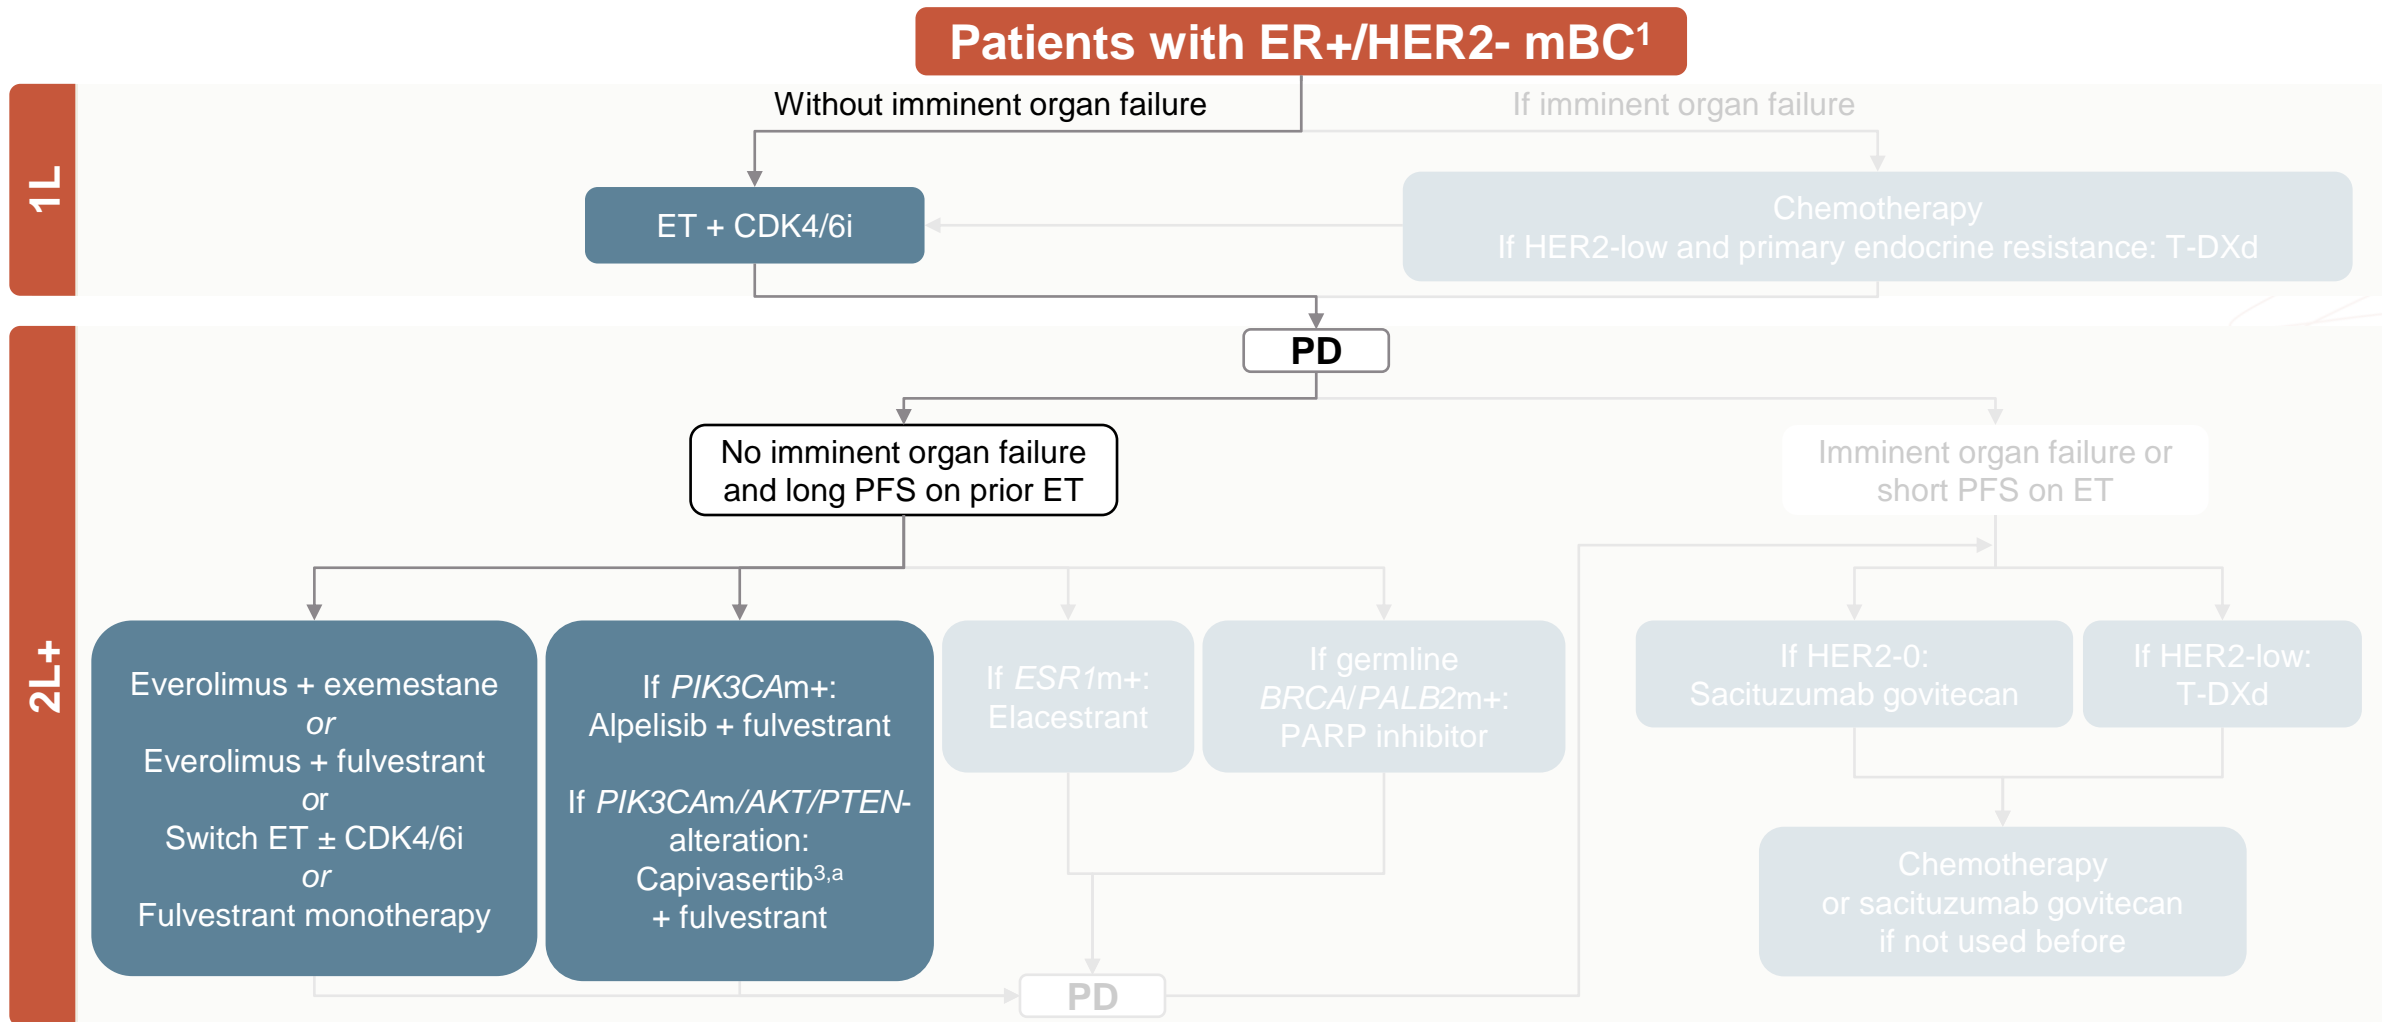 Patients with ER+/HER2- mBC¹
Without imminent organ failure
If imminent organ failure
1L
ET + CDK4/6i
Chemotherapy
If HER2-low and primary endocrine resistance: T-DXd
PD
2L+
No imminent organ failure
and long PFS on prior ET
Imminent organ failure or
short PFS on ET
Everolimus + exemestane
or
Everolimus + fulvestrant
or
Switch ET ± CDK4/6i
or
Fulvestrant monotherapy
If PIK3CAm+:
Alpelisib + fulvestrant
If PIK3CAm/AKT/PTEN-
alteration:
Capivasertib³,ᵃ
+ fulvestrant
If ESR1m+:
Elacestrant
If germline
BRCA/PALB2m+:
PARP inhibitor
If HER2-0:
Sacituzumab govitecan
If HER2-low:
T-DXd
Chemotherapy
or sacituzumab govitecan
if not used before
PD